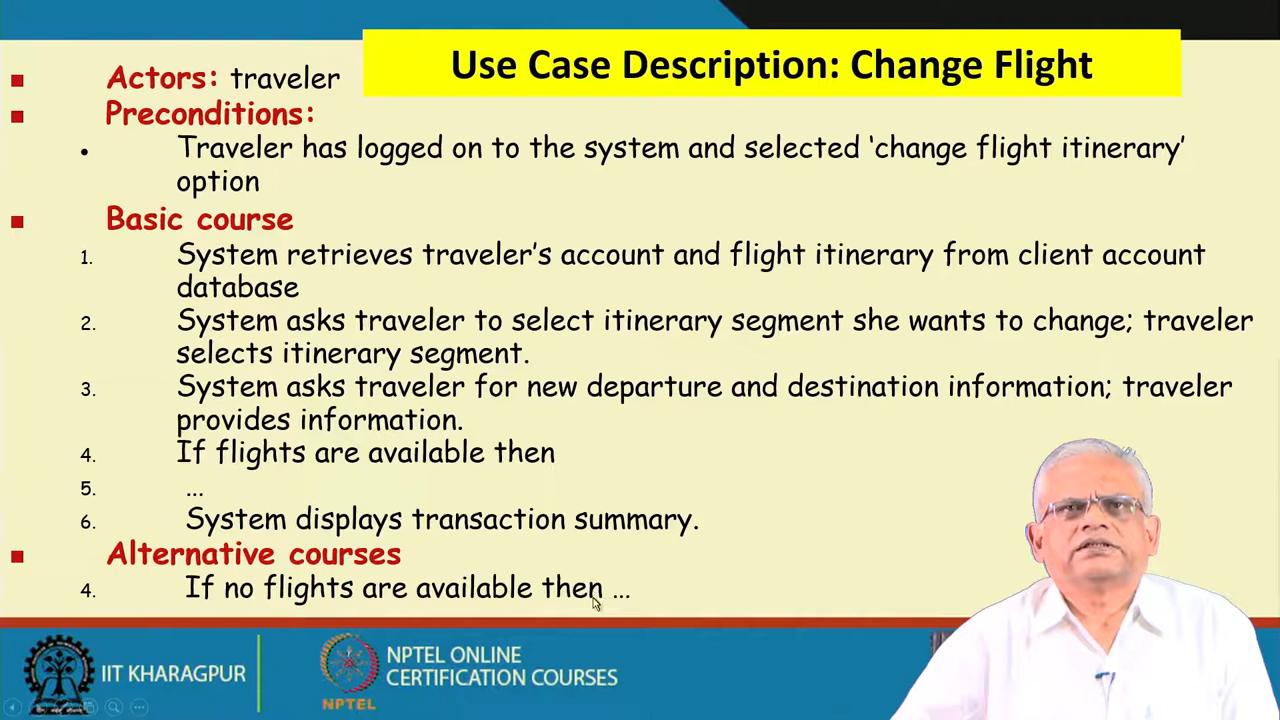 Use Case Description: Change Flight
■ Actors: traveler
■ Preconditions:
• Traveler has logged on to the system and selected ‘change flight itinerary’
option
■ Basic course
1. System retrieves traveler’s account and flight itinerary from client account
database
2. System asks traveler to select itinerary segment she wants to change; traveler
selects itinerary segment.
3. System asks traveler for new departure and destination information; traveler
provides information.
4. If flights are available then
5. ...
6. System displays transaction summary.
■ Alternative courses
4. If no flights are available then ...
IIT KHARAGPUR
NPTEL ONLINE
CERTIFICATION COURSES
NPTEL